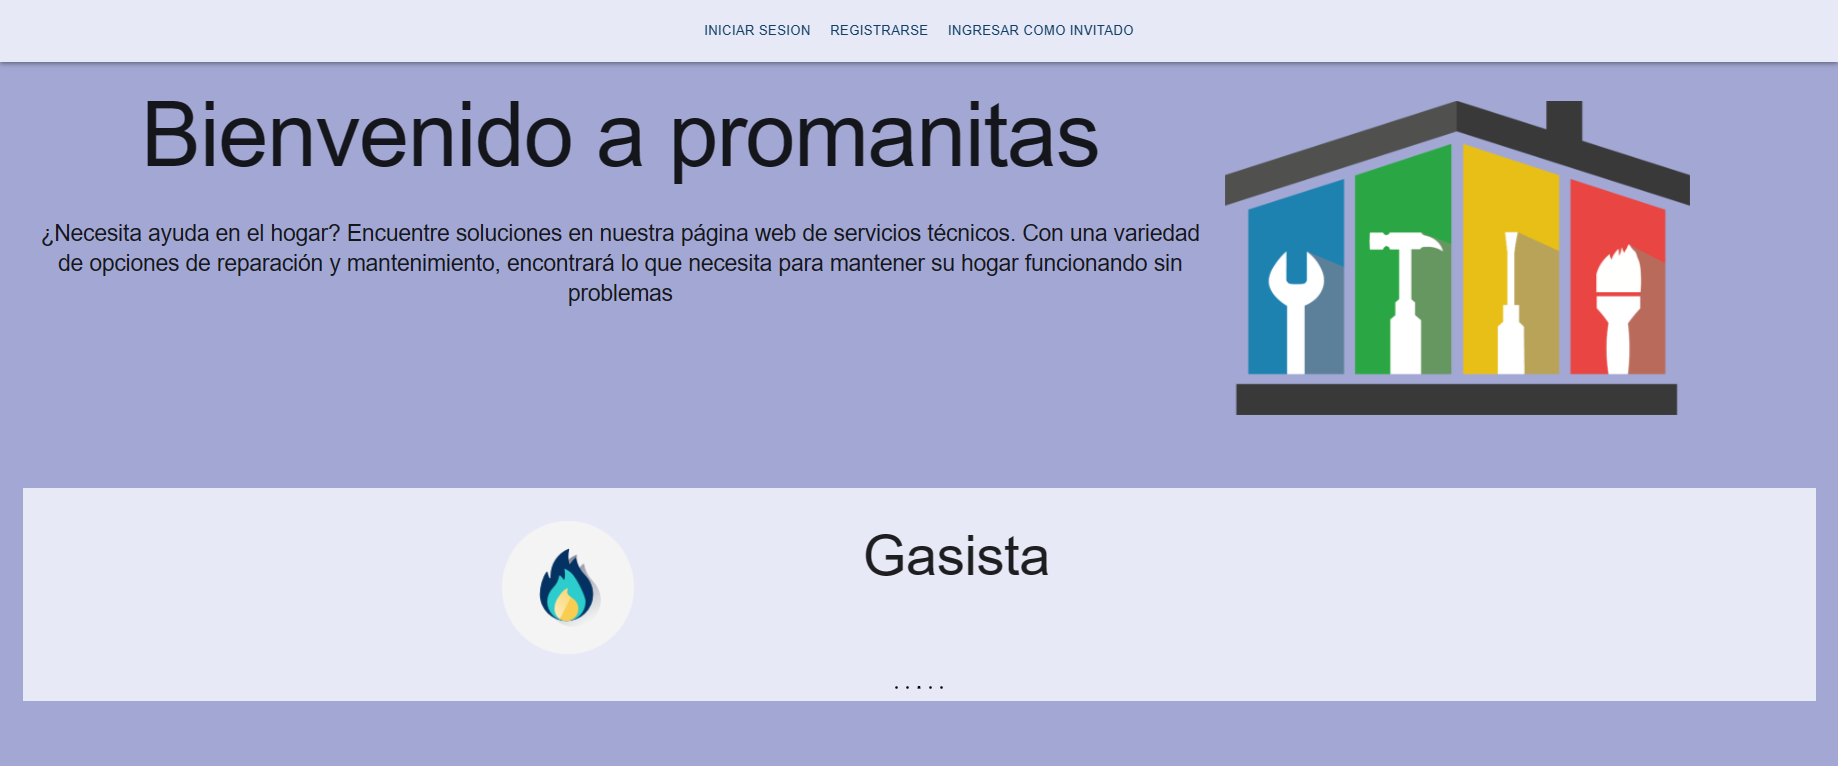 INICIAR SESION REGISTRARSE INGRESAR COMO INVITADO
Bienvenido a promanitas
¿Necesita ayuda en el hogar? Encuentre soluciones en nuestra página web de servicios técnicos. Con una variedad
de opciones de reparación y mantenimiento, encontrará lo que necesita para mantener su hogar funcionando sin
problemas
Gasista